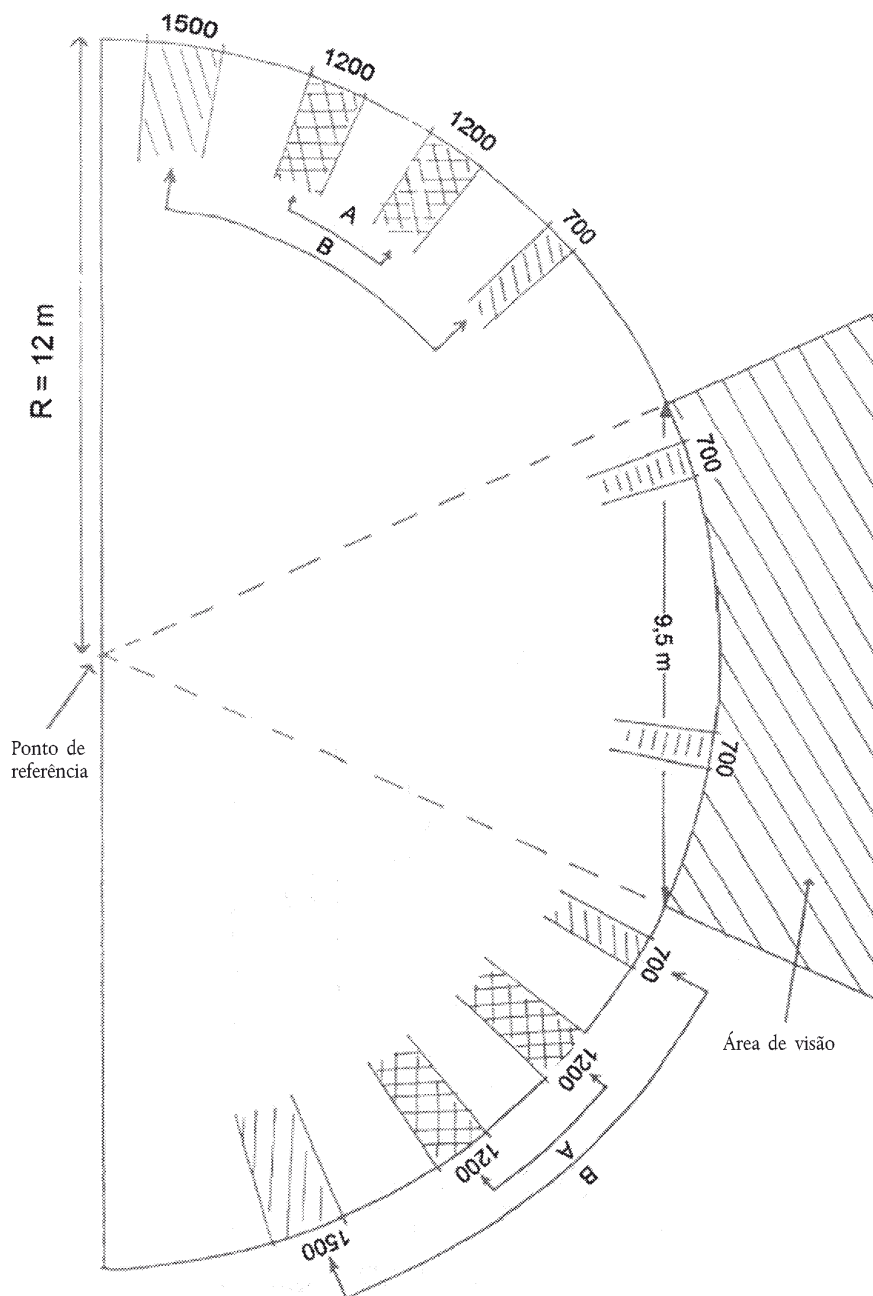 1500
1200
1200
A
B
700
R = 12 m
700
9,5 m
Ponto de
referência
700
700
Área de visão
1200
A
B
1200
1500